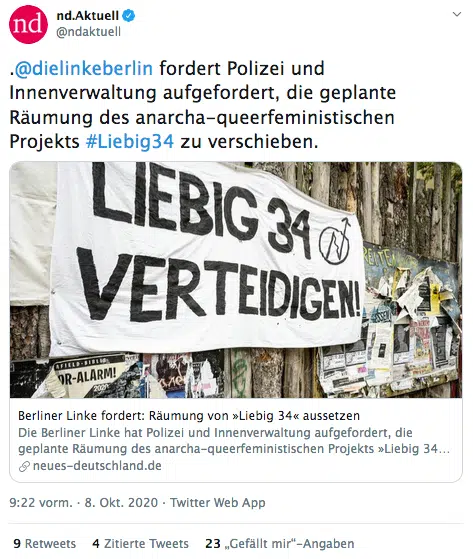 nd
nd.Aktuell
@ndaktuell
.@dielinkeberlin fordert Polizei und
Innenverwaltung aufgefordert, die geplante
Räumung des anarcha-queerfeministischen
Projekts #Liebig34 zu verschieben.
LIEBIG 34
VERTEIDIGEN!
OR-ALARM!
Berliner Linke fordert: Räumung von »Liebig 34« aussetzen
Die Berliner Linke hat Polizei und Innenverwaltung aufgefordert, die
geplante Räumung des anarcha-queerfeministischen Projekts »Liebig 34...
neues-deutschland.de
9:22 vorm. · 8. Okt. 2020 · Twitter Web App
9 Retweets 4 Zitierte Tweets 23 „Gefällt mir“-Angaben